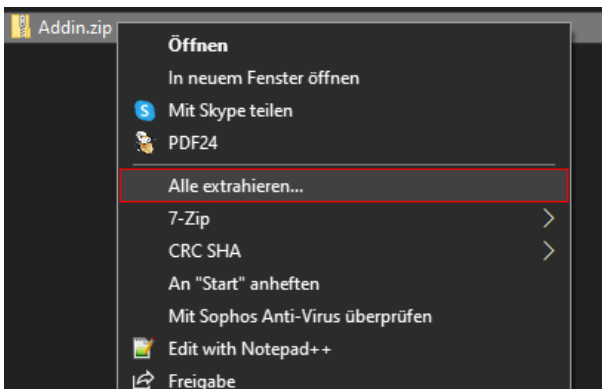 Addin.zip
Öffnen
In neuem Fenster öffnen
Mit Skype teilen
PDF24
Alle extrahieren...
7-Zip
CRC SHA
An "Start" anheften
Mit Sophos Anti-Virus überprüfen
Edit with Notepad++
Freigabe